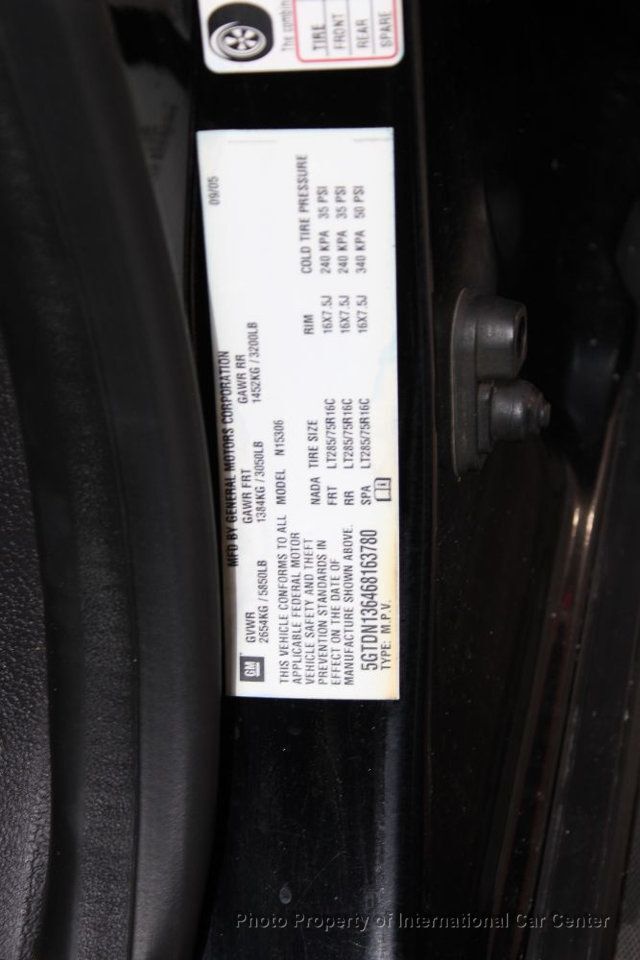 The combin
TIRE
FRONT
REAR
SPARE
09/05
MFD BY GENERAL MOTORS CORPORATION
GVWR GAWR FRT GAWR RR
2654KG / 5850LB 1384KG / 3050LB 1452KG / 3200LB
GM
THIS VEHICLE CONFORMS TO ALL
APPLICABLE FEDERAL MOTOR
VEHICLE SAFETY AND THEFT
PREVENTION STANDARDS IN
EFFECT ON THE DATE OF
MANUFACTURE SHOWN ABOVE.
5GTDN136468163780
TYPE: M.P.V.
MODEL N15306
NADA TIRE SIZE RIM COLD TIRE PRESSURE
FRT LT285/75R16C 16X7.5J 240 KPA 35 PSI
RR LT285/75R16C 16X7.5J 240 KPA 35 PSI
SPA LT285/75R16C 16X7.5J 340 KPA 50 PSI
Photo Property of International Car Center